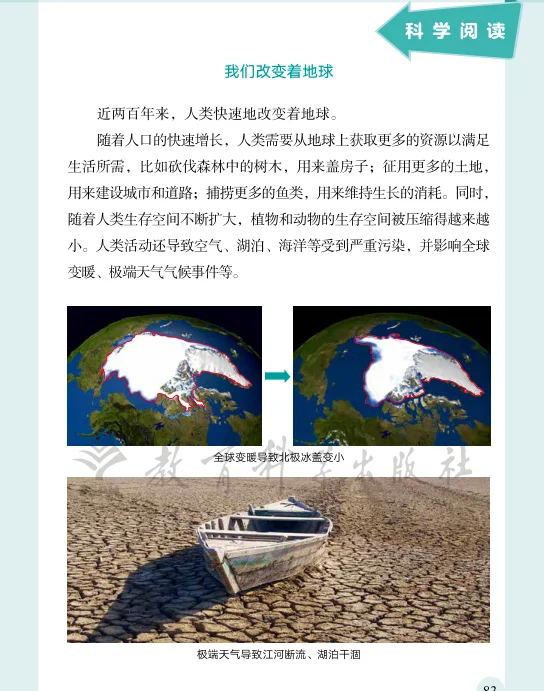 科学阅读
我们改变着地球
近两百年来，人类快速地改变着地球。
随着人口的快速增长，人类需要从地球上获取更多的资源以满足
生活所需，比如砍伐森林中的树木，用来盖房子；征用更多的土地，
用来建设城市和道路；捕捞更多的鱼类，用来维持生长的消耗。同时，
随着人类生存空间不断扩大，植物和动物的生存空间被压缩得越来越
小。人类活动还导致空气、湖泊、海洋等受到严重污染，并影响全球
变暖、极端天气气候事件等。
全球变暖导致北极冰盖变小
教育科学出版社
极端天气导致江河断流、湖泊干涸